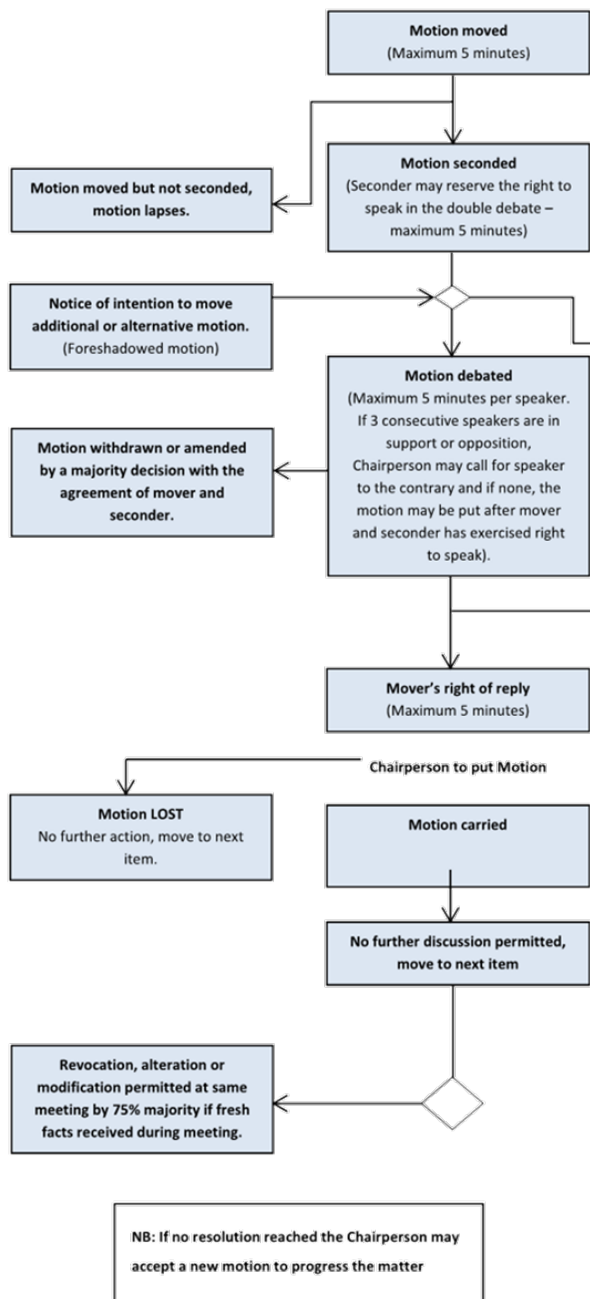 Motion moved
(Maximum 5 minutes)
Motion seconded
(Seconder may reserve the right to
speak in the double debate –
maximum 5 minutes)
Motion moved but not seconded,
motion lapses.
Notice of intention to move
additional or alternative motion.
(Foreshadowed motion)
Motion debated
(Maximum 5 minutes per speaker.
If 3 consecutive speakers are in
support or opposition,
Chairperson may call for speaker
to the contrary and if none, the
motion may be put after mover
and seconder has exercised right
to speak).
Motion withdrawn or amended
by a majority decision with the
agreement of mover and
seconder.
Mover's right of reply
(Maximum 5 minutes)
Chairperson to put Motion
Motion LOST
No further action, move to next
item.
Motion carried
No further discussion permitted,
move to next item
Revocation, alteration or
modification permitted at same
meeting by 75% majority if fresh
facts received during meeting.
NB: If no resolution reached the Chairperson may
accept a new motion to progress the matter